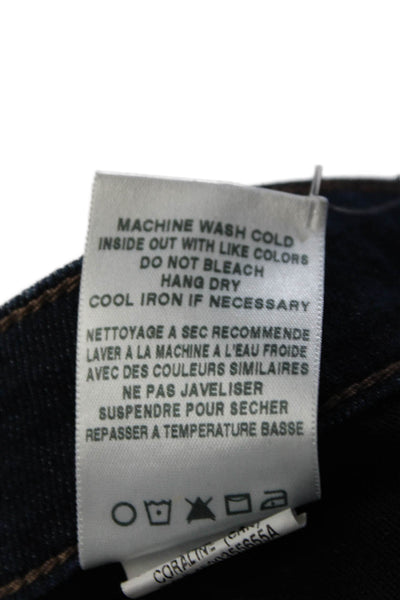 MACHINE WASH COLD
INSIDE OUT WITH LIKE COLORS
DO NOT BLEACH
HANG DRY
COOL IRON IF NECESSARY
NETTOYAGE A SEC RECOMMENDE
LAVER A LA MACHINE A L'EAU FROIDE
AVEC DES COULEURS SIMILAIRES
NE PAS JAVELISER
SUSPENDRE POUR SECHER
REPASSER A TEMPERATURE BASSE